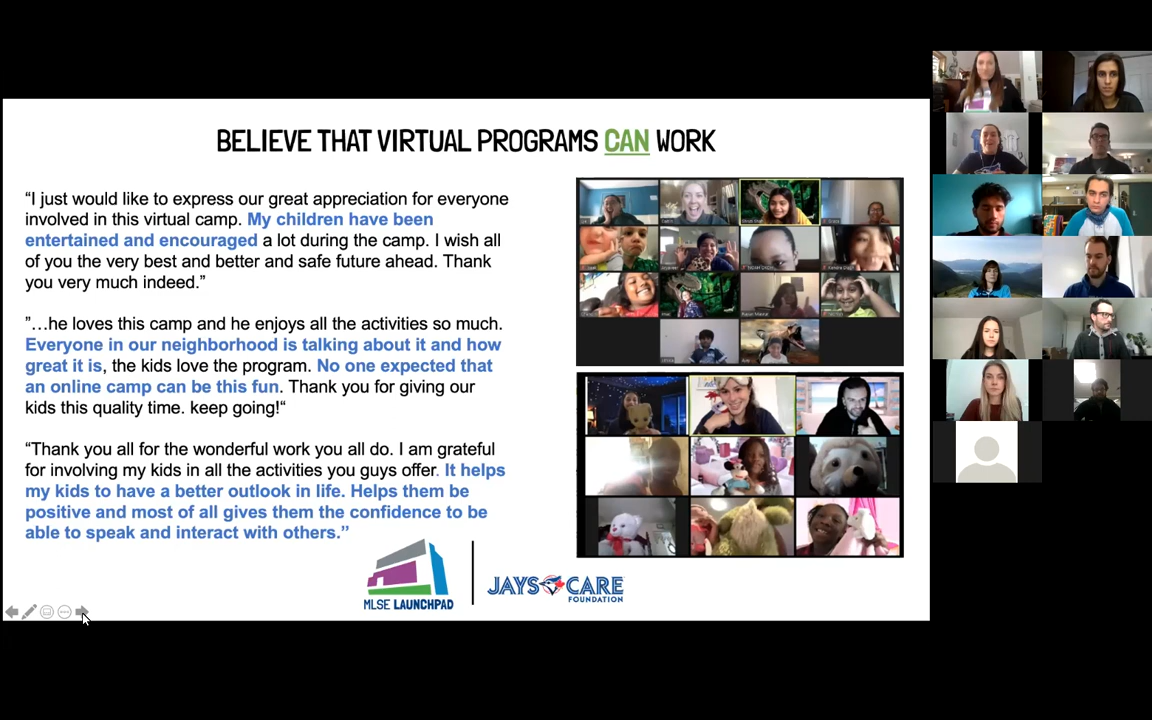 BELIEVE THAT VIRTUAL PROGRAMS CAN WORK
“I just would like to express our great appreciation for everyone
involved in this virtual camp. My children have been
entertained and encouraged a lot during the camp. I wish all
of you the very best and better and safe future ahead. Thank
you very much indeed.”
”…he loves this camp and he enjoys all the activities so much.
Everyone in our neighborhood is talking about it and how
great it is, the kids love the program. No one expected that
an online camp can be this fun. Thank you for giving our
kids this quality time. keep going!“
“Thank you all for the wonderful work you all do. I am grateful
for involving my kids in all the activities you guys offer. It helps
my kids to have a better outlook in life. Helps them be
positive and most of all gives them the confidence to be
able to speak and interact with others.”
MLSE LAUNCHPAD
JAYS CARE
FOUNDATION